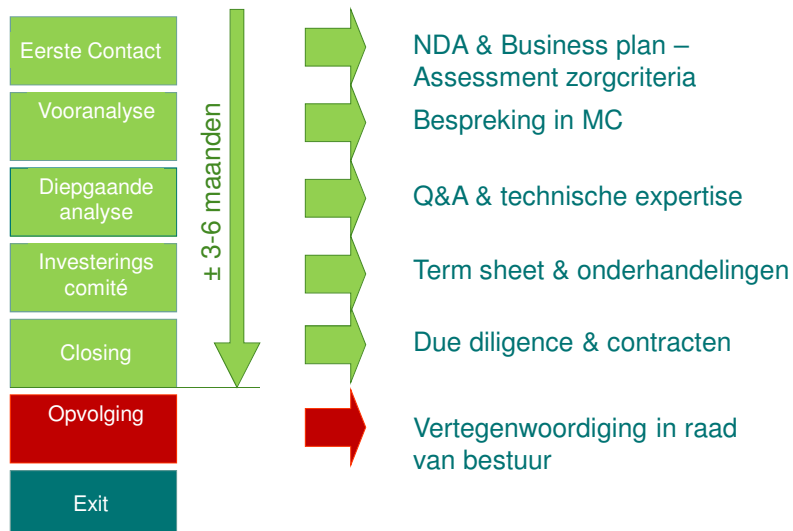 Eerste Contact
NDA & Business plan –
Assessment zorgcriteria
Vooranalyse
Bespreking in MC
Diepgaande
analyse
Q&A & technische expertise
± 3-6 maanden
Investerings
comité
Term sheet & onderhandelingen
Closing
Due diligence & contracten
Opvolging
Vertegenwoordiging in raad
van bestuur
Exit